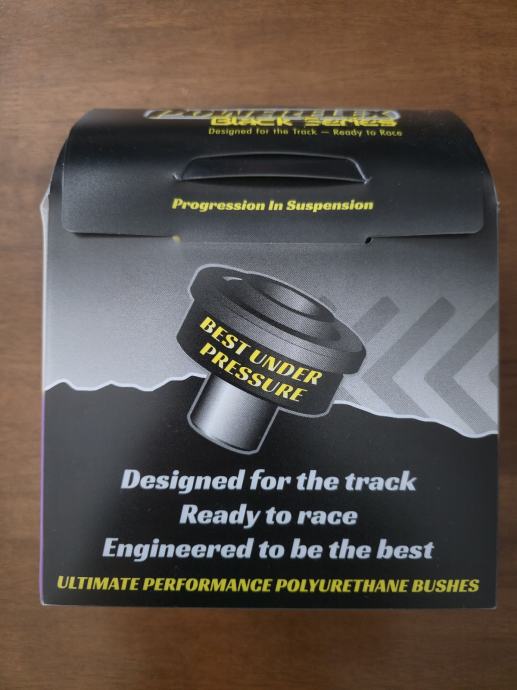 POWERFLEX
Black Series
Designed for the Track – Ready to Race
Progression In Suspension
BEST UNDER
PRESSURE
Designed for the track
Ready to race
Engineered to be the best
ULTIMATE PERFORMANCE POLYURETHANE BUSHES